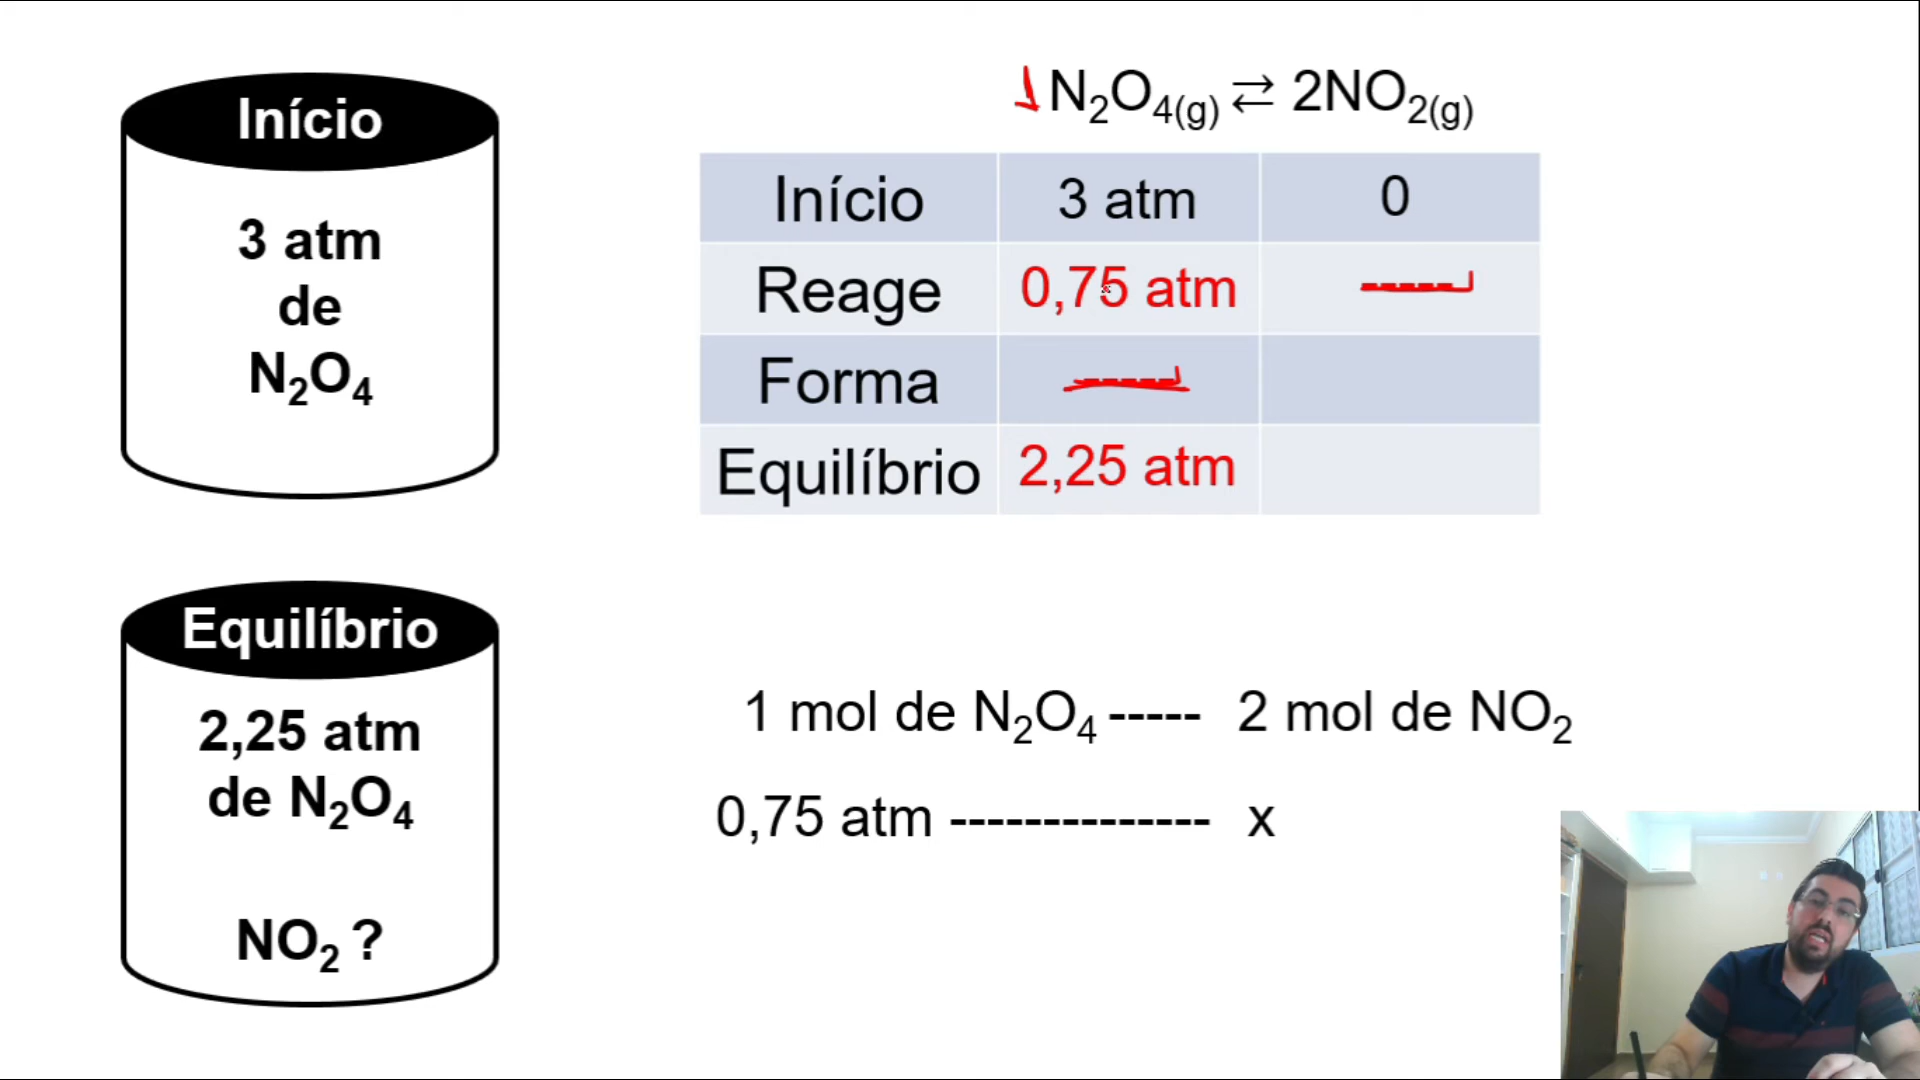 Início
3 atm
de
N₂O₄
Equilíbrio
2,25 atm
de N₂O₄
NO₂ ?
1 N₂O₄(g) ⇄ 2NO₂(g)
Início 3 atm 0
Reage 0,75 atm -----
Forma -----
Equilíbrio 2,25 atm
1 mol de N₂O₄ ----- 2 mol de NO₂
0,75 atm -------------- x